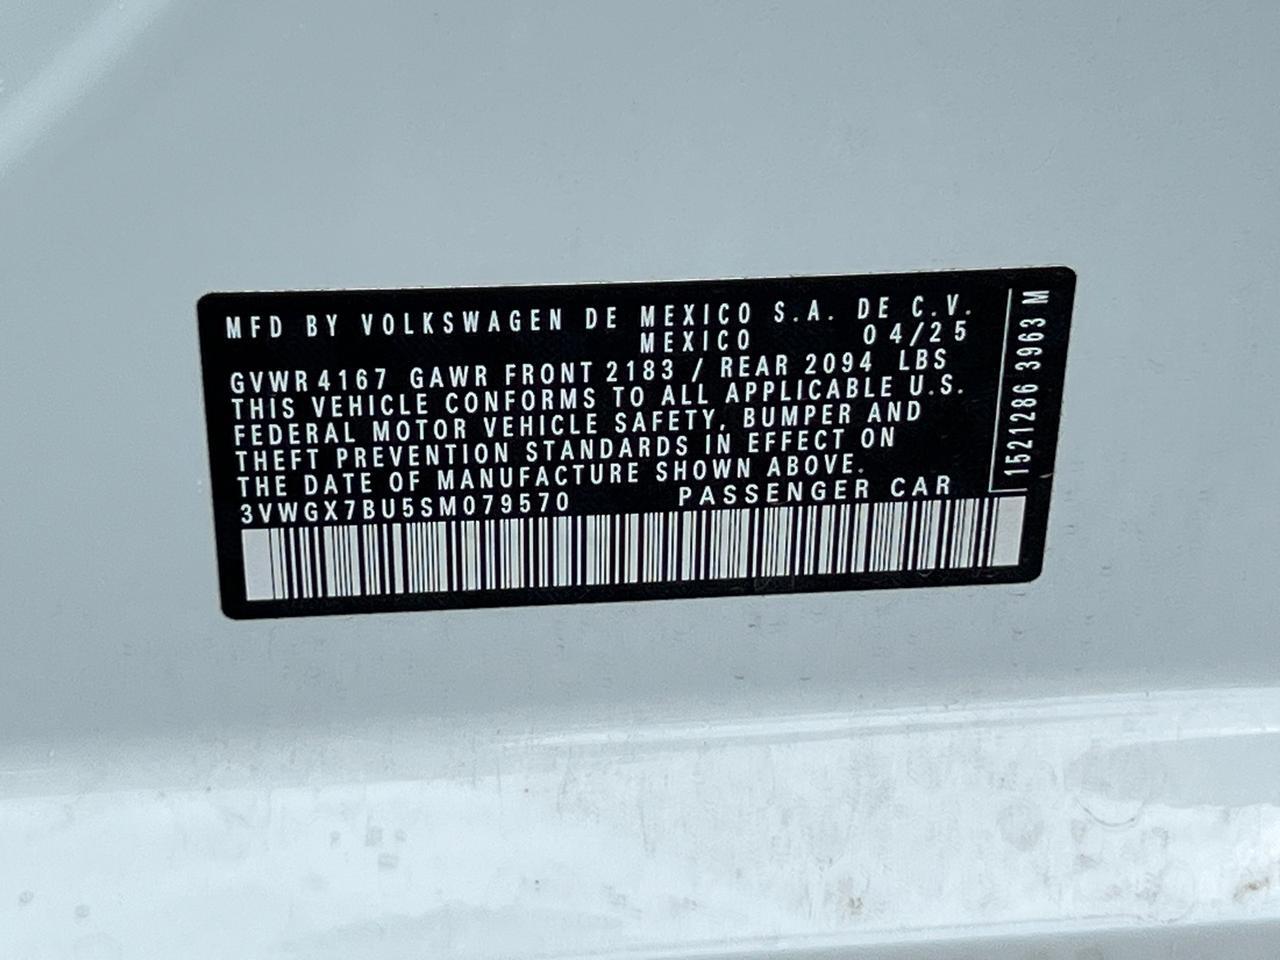 MFD BY VOLKSWAGEN DE MEXICO S.A. DE C.V.
MEXICO 04/25
GVWR 4167 GAWR FRONT 2183 / REAR 2094 LBS
THIS VEHICLE CONFORMS TO ALL APPLICABLE U.S.
FEDERAL MOTOR VEHICLE SAFETY, BUMPER AND
THEFT PREVENTION STANDARDS IN EFFECT ON
THE DATE OF MANUFACTURE SHOWN ABOVE.
3VWGX7BU5SM079570 PASSENGER CAR
1521286 3963 M